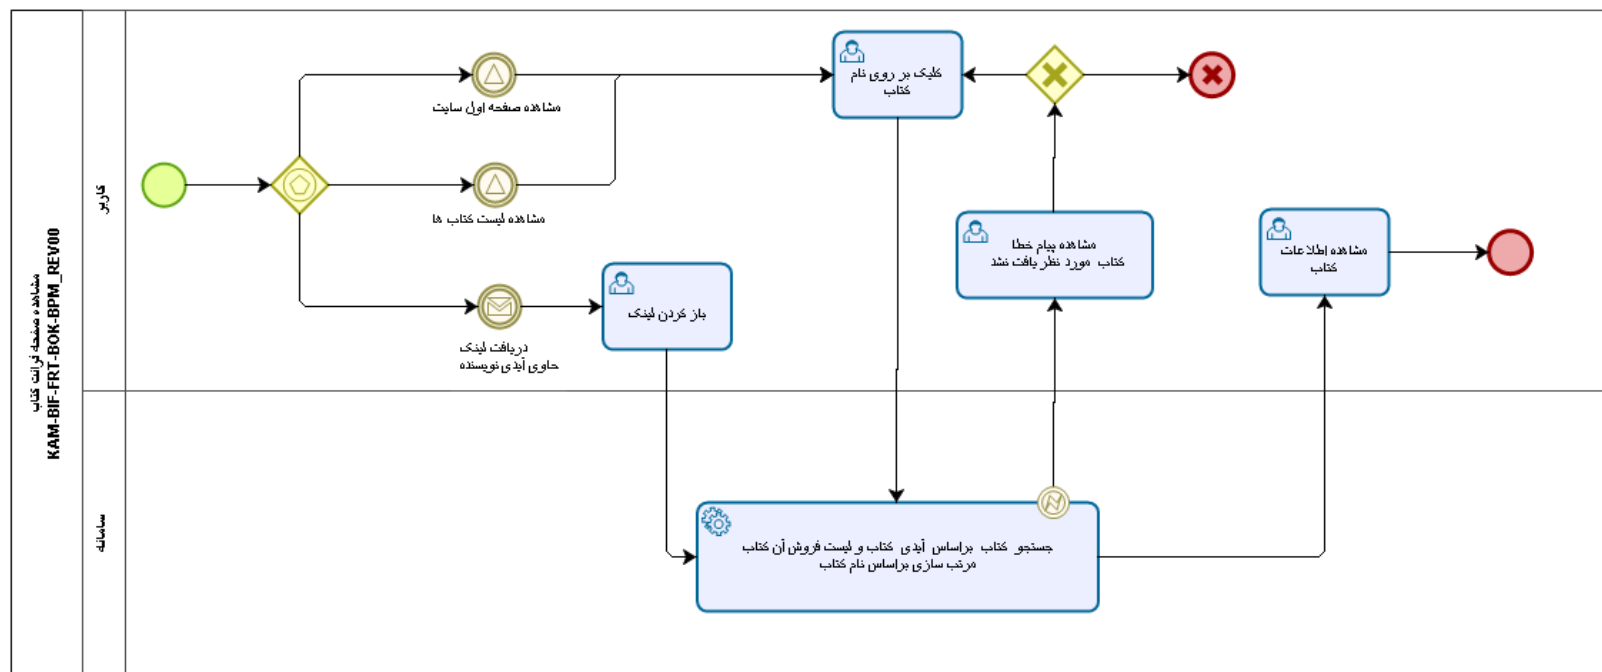 مشاهده صفحه فرانت کتاب
KAM-BIF-FRT-BOK-BPM_REV00
کاربر
سامانه
مشاهده صفحه اول سایت
مشاهده لیست کتاب ها
دریافت لینک
حاوی آیدی نویسنده
باز کردن لینک
کلیک بر روی نام
کتاب
مشاهده پیام خطا
کتاب مورد نظر یافت نشد
مشاهده اطلاعات
کتاب
جستجو کتاب براساس آیدی کتاب و لیست فروش آن کتاب
مرتب سازی براساس نام کتاب